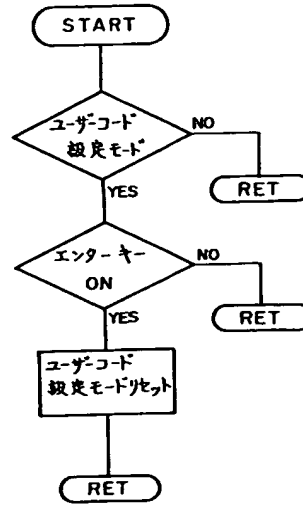 START
ユーザーコード
設定モード
NO
RET
YES
エンターキー
ON
NO
RET
YES
ユーザーコード
設定モードリセット
RET